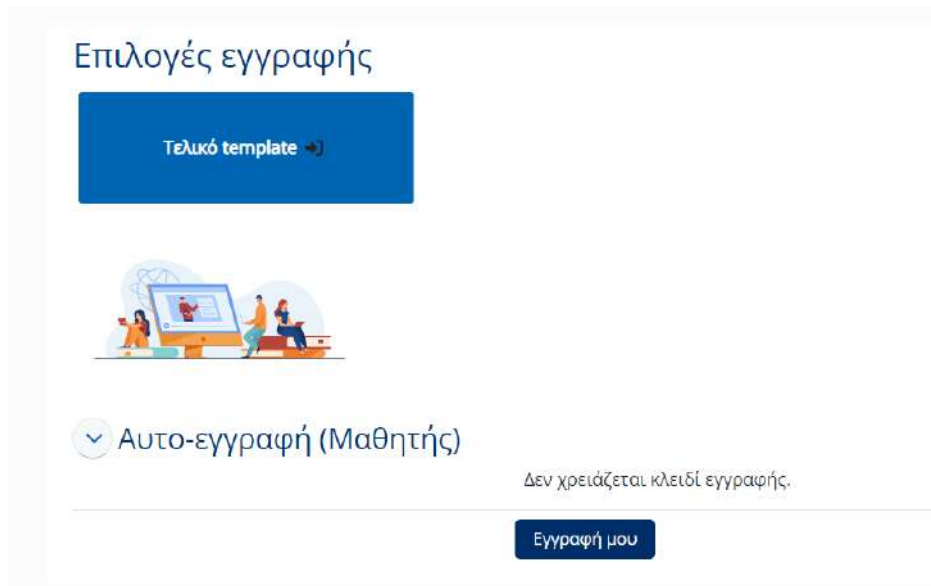 Επιλογές εγγραφής
Τελικό template
Αυτο-εγγραφή (Μαθητής)
Δεν χρειάζεται κλειδί εγγραφής.
Εγγραφή μου